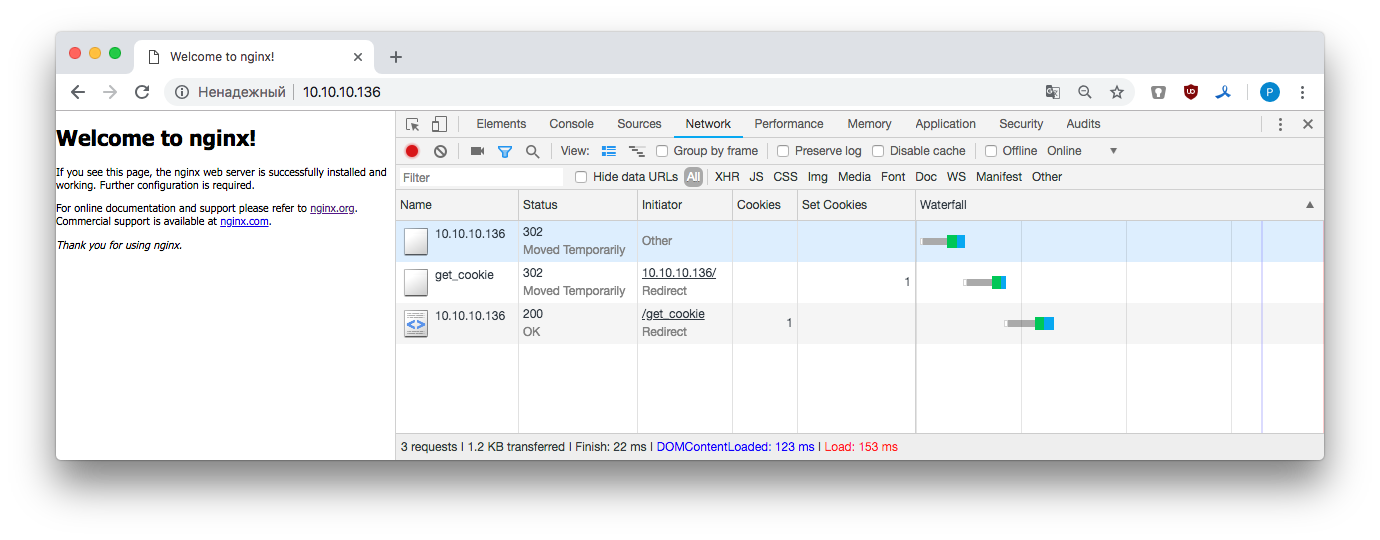 Welcome to nginx!
Ненадежный 10.10.10.136
P
Welcome to nginx!
If you see this page, the nginx web server is successfully installed and
working. Further configuration is required.
For online documentation and support please refer to nginx.org.
Commercial support is available at nginx.com.
Thank you for using nginx.
Elements Console Sources Network Performance Memory Application Security Audits
View: Group by frame Preserve log Disable cache Offline Online
Filter Hide data URLs All XHR JS CSS Img Media Font Doc WS Manifest Other
Name Status Initiator Cookies Set Cookies Waterfall
10.10.10.136 302 Other
Moved Temporarily
get_cookie 302 10.10.10.136/ 1
Moved Temporarily Redirect
10.10.10.136 200 /get_cookie 1
OK Redirect
3 requests | 1.2 KB transferred | Finish: 22 ms | DOMContentLoaded: 123 ms | Load: 153 ms